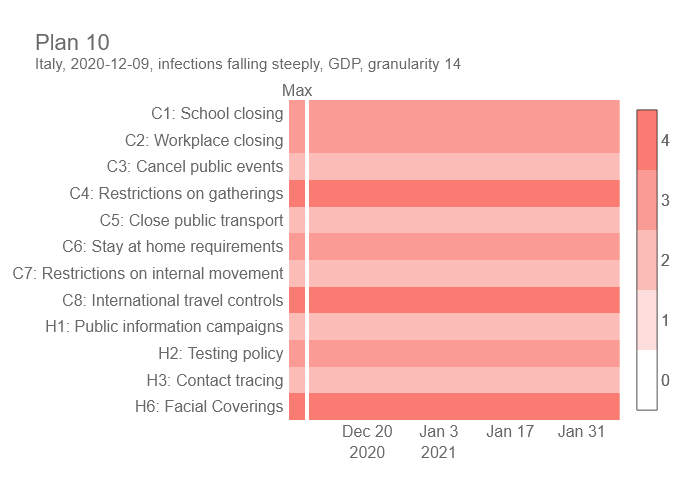 Plan 10
Italy, 2020-12-09, infections falling steeply, GDP, granularity 14
Max
C1: School closing
C2: Workplace closing
C3: Cancel public events
C4: Restrictions on gatherings
C5: Close public transport
C6: Stay at home requirements
C7: Restrictions on internal movement
C8: International travel controls
H1: Public information campaigns
H2: Testing policy
H3: Contact tracing
H6: Facial Coverings
Dec 20 Jan 3 Jan 17 Jan 31
2020 2021
4
3
2
1
0